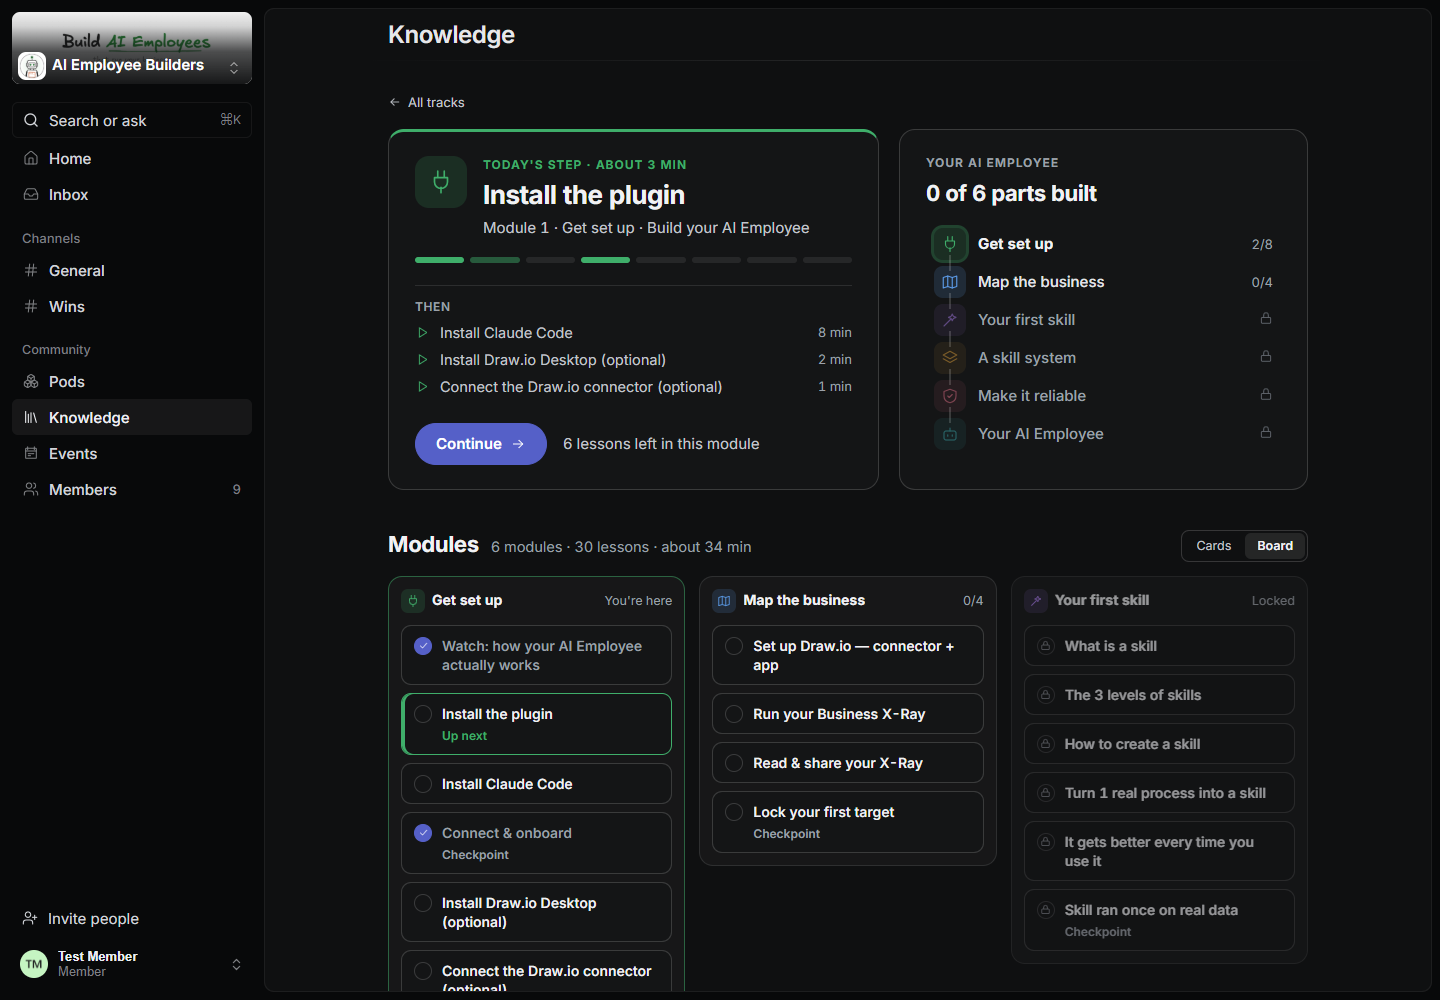 Build AI Employees
AI Employee Builders
Search or ask
⌘K
Home
Inbox
Channels
General
Wins
Community
Pods
Knowledge
Events
Members
9
Invite people
TM
Test Member
Member
Knowledge
← All tracks
TODAY'S STEP · ABOUT 3 MIN
Install the plugin
Module 1 · Get set up · Build your AI Employee
THEN
Install Claude Code
8 min
Install Draw.io Desktop (optional)
2 min
Connect the Draw.io connector (optional)
1 min
Continue →
6 lessons left in this module
YOUR AI EMPLOYEE
0 of 6 parts built
Get set up
2/8
Map the business
0/4
Your first skill
A skill system
Make it reliable
Your AI Employee
Modules
6 modules · 30 lessons · about 34 min
Cards
Board
Get set up
You're here
Watch: how your AI Employee
actually works
Install the plugin
Up next
Install Claude Code
Connect & onboard
Checkpoint
Install Draw.io Desktop
(optional)
Connect the Draw.io connector
(optional)
Map the business
0/4
Set up Draw.io — connector +
app
Run your Business X-Ray
Read & share your X-Ray
Lock your first target
Checkpoint
Your first skill
Locked
What is a skill
The 3 levels of skills
How to create a skill
Turn 1 real process into a skill
It gets better every time you
use it
Skill ran once on real data
Checkpoint